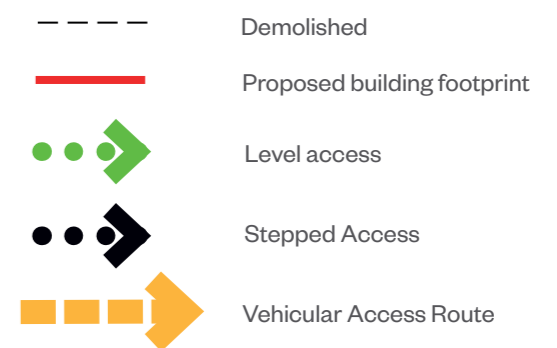 Demolished
Proposed building footprint
Level access
Stepped Access
Vehicular Access Route